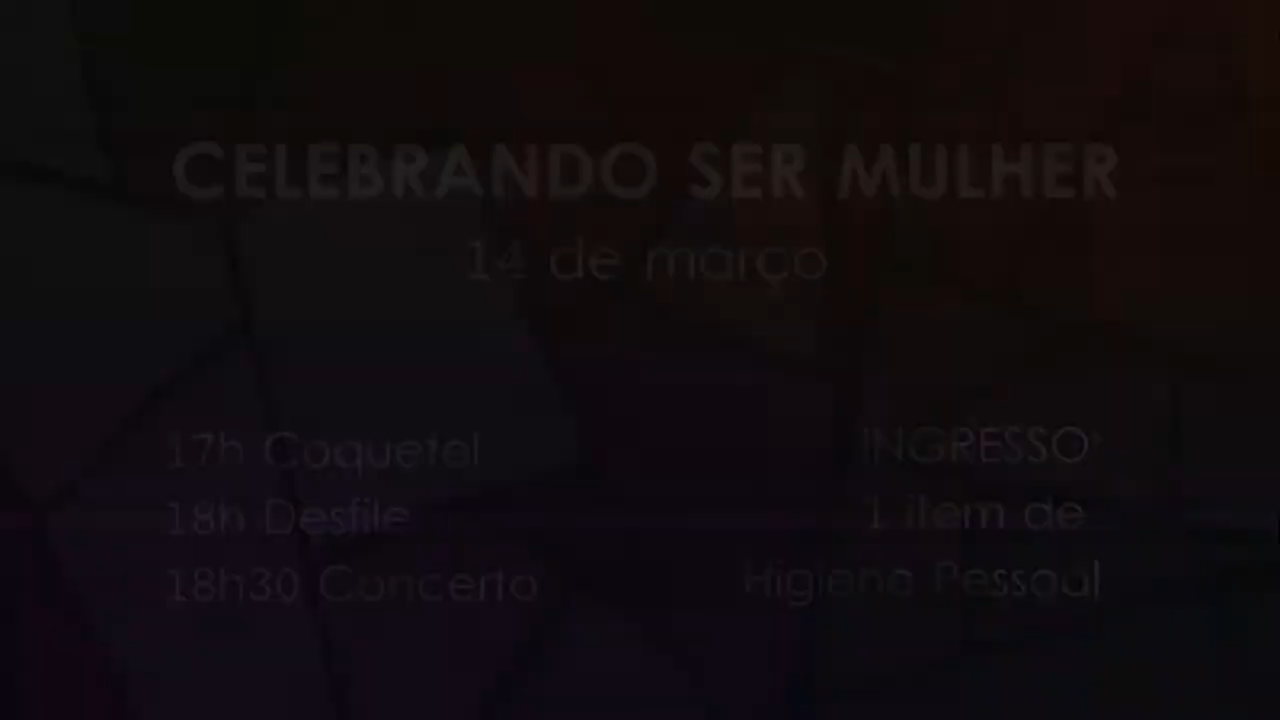 CELEBRANDO SER MULHER
14 de março
17h Coquetel
18h Desfile
18h30 Concerto
INGRESSO:
1 item de
Higiene Pessoal